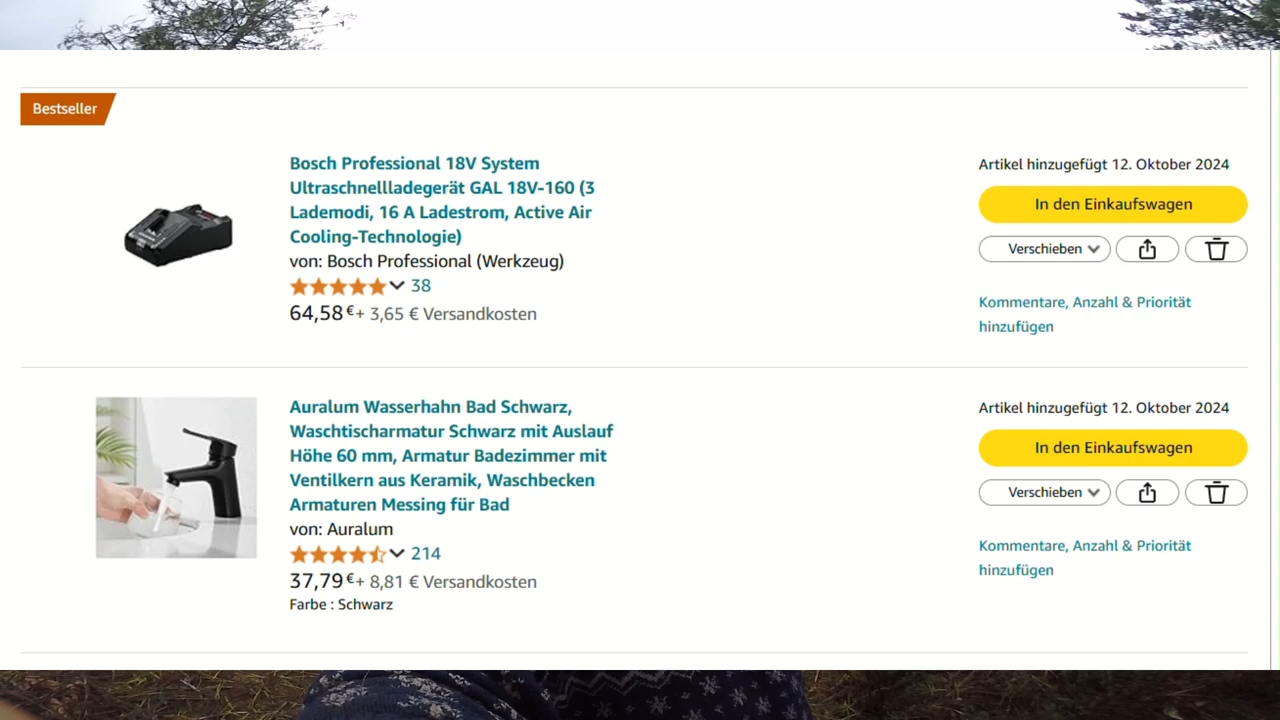 Bestseller
Bosch Professional 18V System
Ultraschnellladegerät GAL 18V-160 (3
Lademodi, 16 A Ladestrom, Active Air
Cooling-Technologie)
von: Bosch Professional (Werkzeug)
38
64,58 €+ 3,65 € Versandkosten
Artikel hinzugefügt 12. Oktober 2024
In den Einkaufswagen
Verschieben
Kommentare, Anzahl & Priorität
hinzufügen
Auralum Wasserhahn Bad Schwarz,
Waschtischarmatur Schwarz mit Auslauf
Höhe 60 mm, Armatur Badezimmer mit
Ventilkern aus Keramik, Waschbecken
Armaturen Messing für Bad
von: Auralum
214
37,79 €+ 8,81 € Versandkosten
Farbe : Schwarz
Artikel hinzugefügt 12. Oktober 2024
In den Einkaufswagen
Verschieben
Kommentare, Anzahl & Priorität
hinzufügen